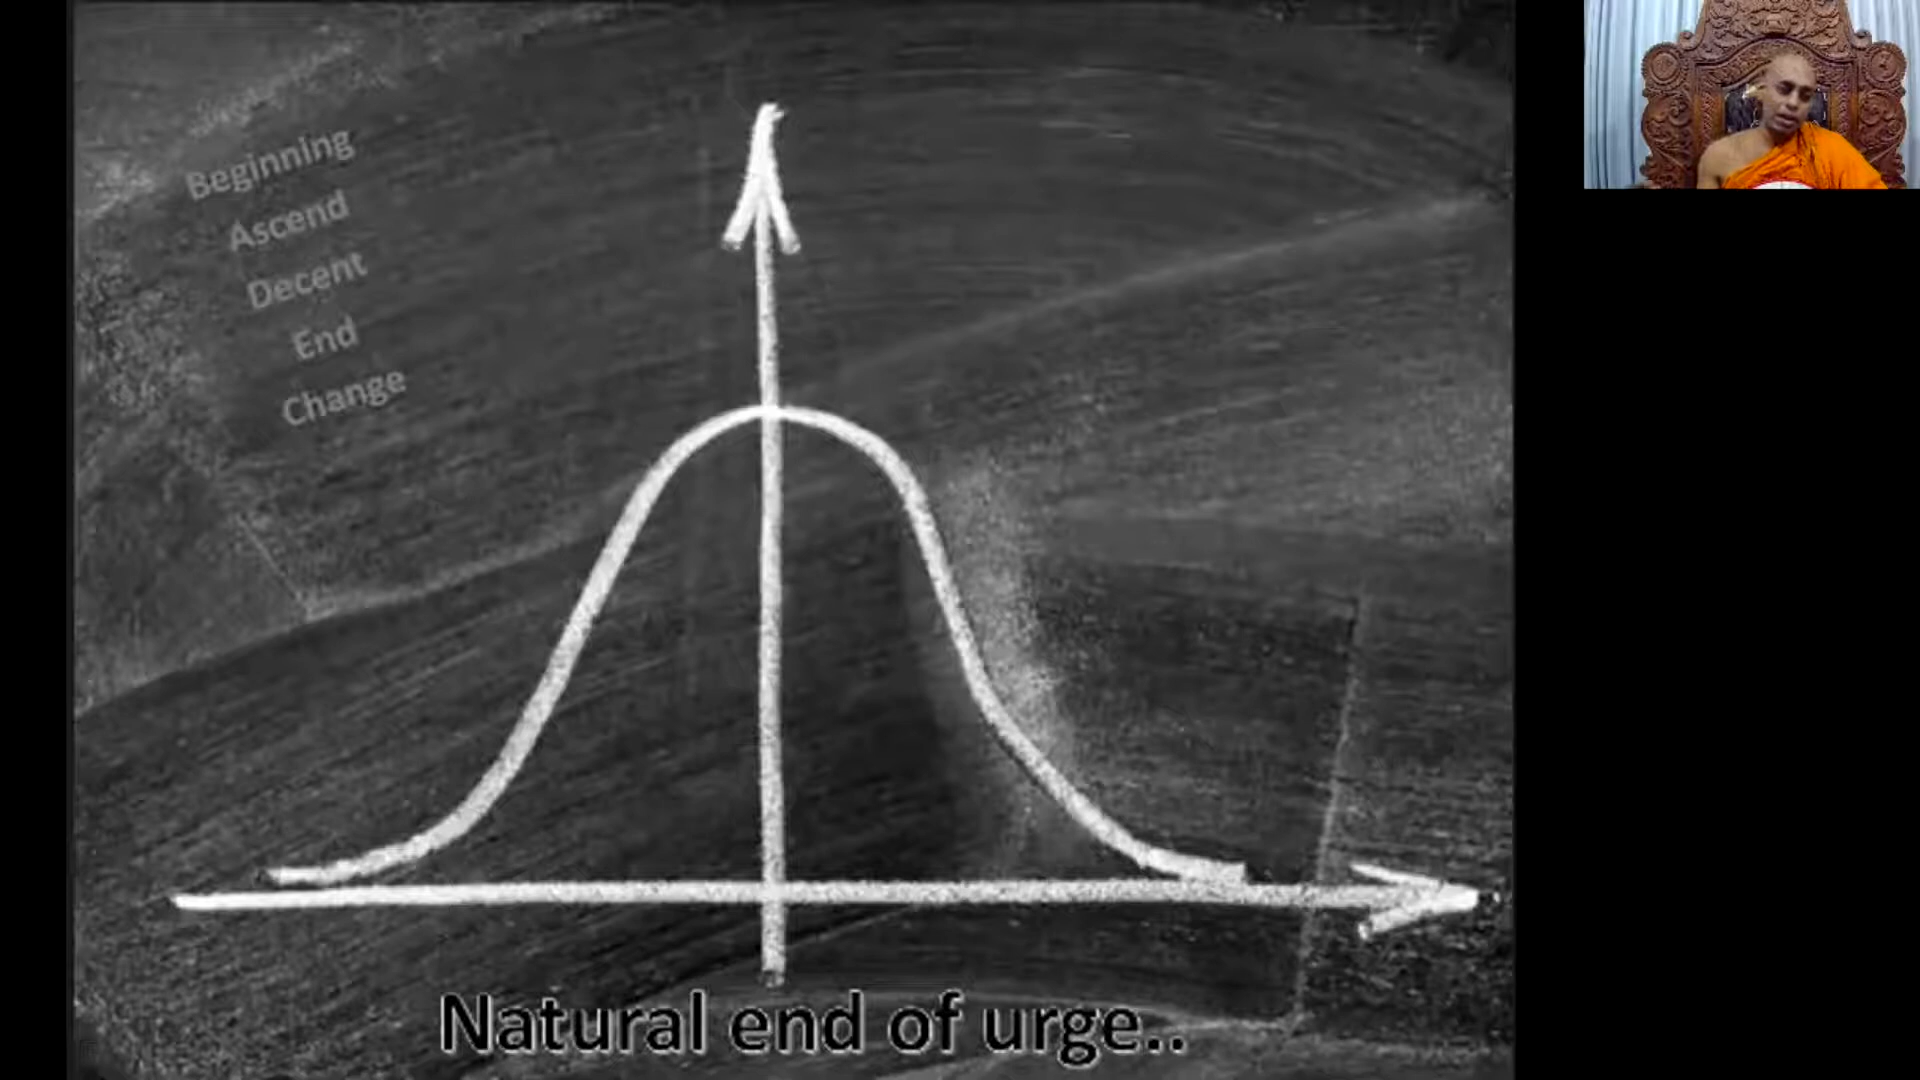 Beginning
Ascend
Decent
End
Change
Natural end of urge..